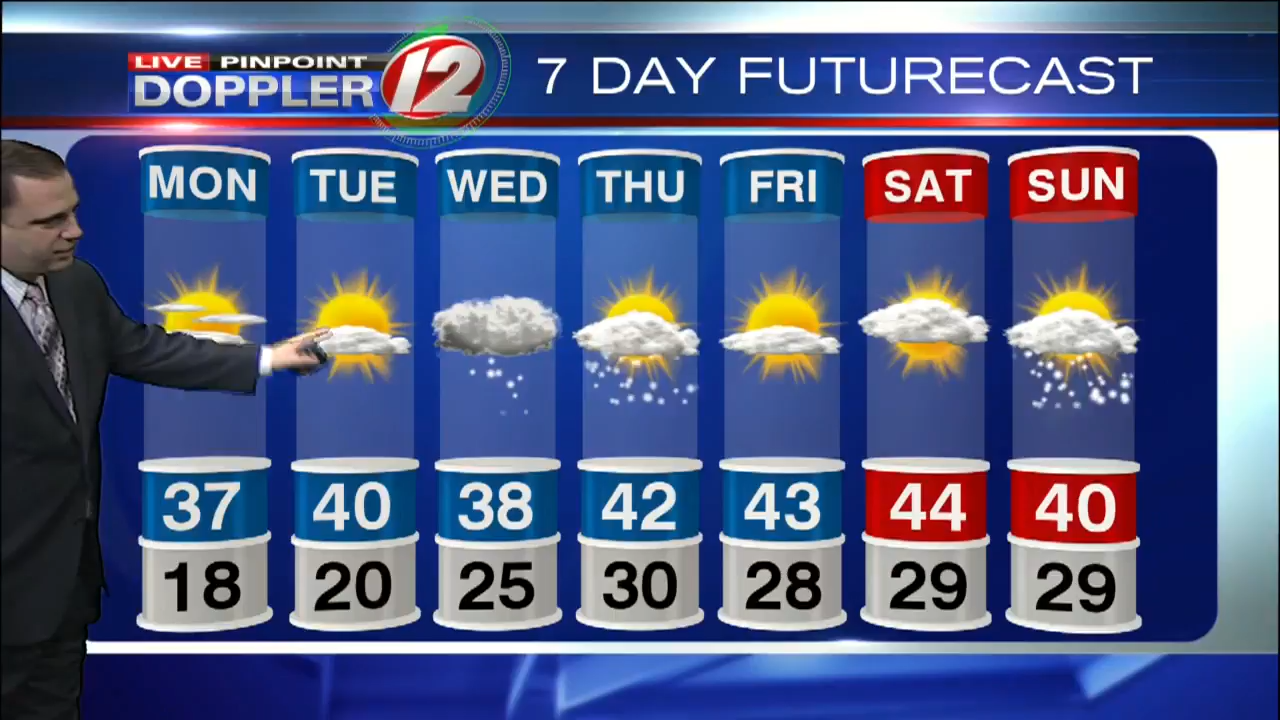 LIVE PINPOINT
DOPPLER 12
7 DAY FUTURECAST
MON TUE WED THU FRI SAT SUN
37 40 38 42 43 44 40
18 20 25 30 28 29 29